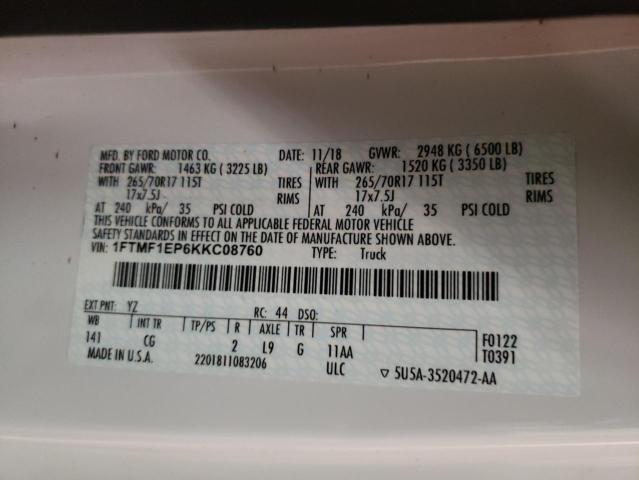 MFD. BY FORD MOTOR CO. DATE: 11/18 GVWR: 2948 KG ( 6500 LB)
FRONT GAWR: 1463 KG ( 3225 LB) REAR GAWR: 1520 KG ( 3350 LB)
WITH 265/70R17 115T TIRES WITH 265/70R17 115T TIRES
17x7.5J RIMS 17x7.5J RIMS
AT 240 kPa/ 35 PSI COLD AT 240 kPa/ 35 PSI COLD
THIS VEHICLE CONFORMS TO ALL APPLICABLE FEDERAL MOTOR VEHICLE
SAFETY STANDARDS IN EFFECT ON THE DATE OF MANUFACTURE SHOWN ABOVE.
VIN: 1FTMF1EP6KKC08760 TYPE: Truck
EXT PNT: YZ RC: 44 DSO:
WB INT TR TP/PS R AXLE TR SPR F0122
141 CG 2 L9 G 11AA T0391
MADE IN U.S.A. 2201811083206 ULC ▽ 5U5A-3520472-AA